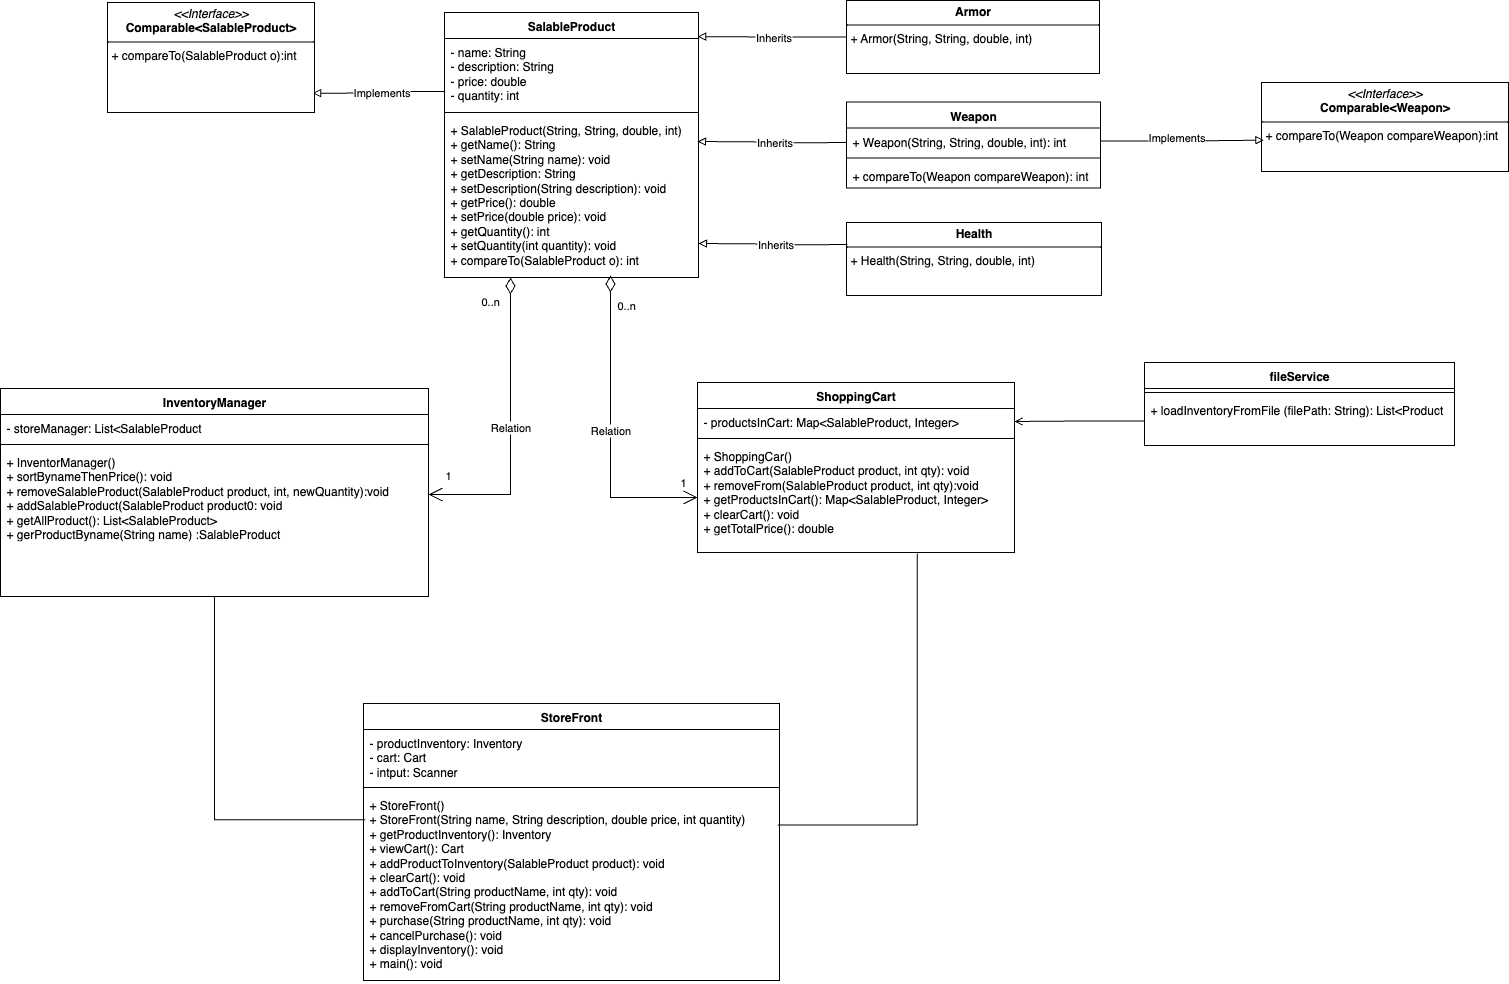 <<Interface>>
Comparable<SalableProduct>
+ compareTo(SalableProduct o):int
Implements
SalableProduct
- name: String
- description: String
- price: double
- quantity: int
+ SalableProduct(String, String, double, int)
+ getName(): String
+ setName(String name): void
+ getDescription: String
+ setDescription(String description): void
+ getPrice(): double
+ setPrice(double price): void
+ getQuantity(): int
+ setQuantity(int quantity): void
+ compareTo(SalableProduct o): int
Inherits
Armor
+ Armor(String, String, double, int)
Inherits
Weapon
+ Weapon(String, String, double, int): int
+ compareTo(Weapon compareWeapon): int
Implements
<<Interface>>
Comparable<Weapon>
+ compareTo(Weapon compareWeapon):int
Inherits
Health
+ Health(String, String, double, int)
0..n
0..n
Relation
Relation
1
1
InventoryManager
- storeManager: List<SalableProduct
+ InventorManager()
+ sortBynameThenPrice(): void
+ removeSalableProduct(SalableProduct product, int, newQuantity):void
+ addSalableProduct(SalableProduct product0: void
+ getAllProduct(): List<SalableProduct>
+ gerProductByname(String name) :SalableProduct
ShoppingCart
- productsInCart: Map<SalableProduct, Integer>
+ ShoppingCar()
+ addToCart(SalableProduct product, int qty): void
+ removeFrom(SalableProduct product, int qty):void
+ getProductsInCart(): Map<SalableProduct, Integer>
+ clearCart(): void
+ getTotalPrice(): double
fileService
+ loadInventoryFromFile (filePath: String): List<Product
StoreFront
- productInventory: Inventory
- cart: Cart
- intput: Scanner
+ StoreFront()
+ StoreFront(String name, String description, double price, int quantity)
+ getProductInventory(): Inventory
+ viewCart(): Cart
+ addProductToInventory(SalableProduct product): void
+ clearCart(): void
+ addToCart(String productName, int qty): void
+ removeFromCart(String productName, int qty): void
+ purchase(String productName, int qty): void
+ cancelPurchase(): void
+ displayInventory(): void
+ main(): void